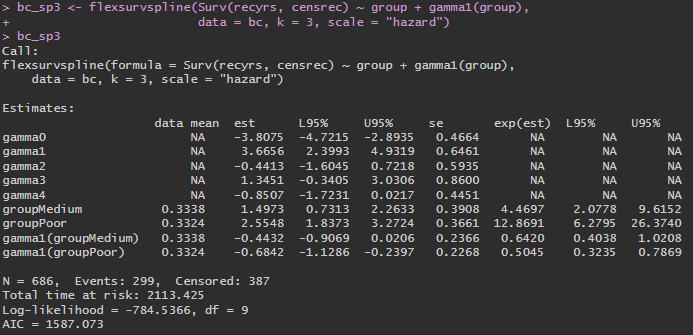 > bc_sp3 <- flexsurvspline(Surv(recyrs, censrec) ~ group + gamma1(group),
+                          data = bc, k = 3, scale = "hazard")
> bc_sp3
Call:
flexsurvspline(formula = Surv(recyrs, censrec) ~ group + gamma1(group),
    data = bc, k = 3, scale = "hazard")
Estimates:
                     data mean  est      L95%     U95%     se       exp(est)  L95%     U95%
gamma0                    NA    -3.8075  -4.7215  -2.8935   0.4664       NA        NA       NA
gamma1                    NA     3.6656   2.3993   4.9319   0.6461       NA        NA       NA
gamma2                    NA    -0.4413  -1.6045   0.7218   0.5935       NA        NA       NA
gamma3                    NA     1.3451  -0.3405   3.0306   0.8600       NA        NA       NA
gamma4                    NA    -0.8507  -1.7231   0.0217   0.4451       NA        NA       NA
groupMedium           0.3338     1.4973   0.7313   2.2633   0.3908   4.4697    2.0778   9.6152
groupPoor             0.3324     2.5548   1.8373   3.2724   0.3661  12.8691    6.2795  26.3740
gamma1(groupMedium)   0.3338    -0.4432  -0.9069   0.0206   0.2366   0.6420    0.4038   1.0208
gamma1(groupPoor)     0.3324    -0.6842  -1.1286  -0.2397   0.2268   0.5045    0.3235   0.7869
N = 686,  Events: 299,  Censored: 387
Total time at risk: 2113.425
Log-likelihood = -784.5366, df = 9
AIC = 1587.073